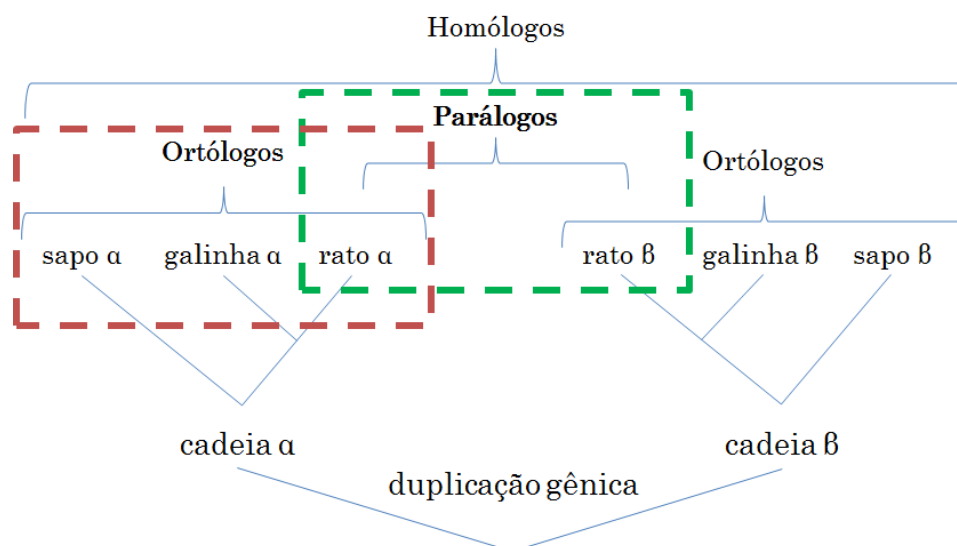 Homólogos
Parálogos
Ortólogos
Ortólogos
sapo α galinha α rato α rato β galinha β sapo β
cadeia α cadeia β
duplicação gênica